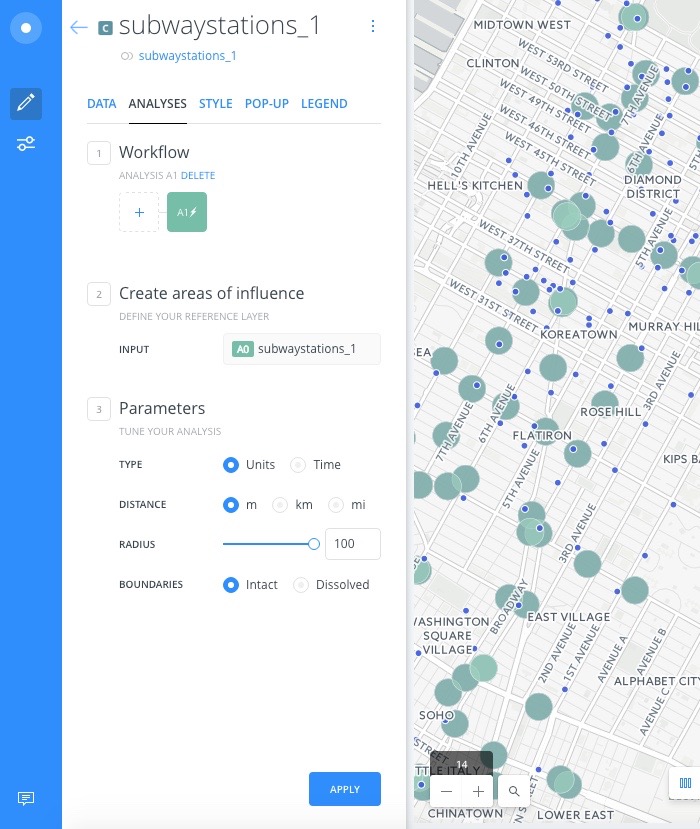 C subwaystations_1
subwaystations_1
DATA ANALYSES STYLE POP-UP LEGEND
1 Workflow
ANALYSIS A1 DELETE
+ A1
2 Create areas of influence
DEFINE YOUR REFERENCE LAYER
INPUT A0 subwaystations_1
3 Parameters
TUNE YOUR ANALYSIS
TYPE Units Time
DISTANCE m km mi
RADIUS 100
BOUNDARIES Intact Dissolved
APPLY
MIDTOWN WEST
CLINTON
WEST 53RD STREET
WEST 50TH STREET
WEST 49TH STREET
WEST 46TH STREET
WEST 45TH STREET
7TH AVENUE
10TH AVENUE
6TH AVENUE
HELL'S KITCHEN
DIAMOND
DISTRICT
5TH AVENUE
WEST 37TH STREET
WEST 31ST STREET
KOREATOWN
MURRAY HIL
EA
3RD AVENUE
6TH AVENUE
7TH AVENUE
ROSE HILL
FLATIRON
KIPS BA
5TH AVENUE
3RD AVENUE
BROADWAY
EAST VILLAGE
WASHINGTON
SQUARE
VILLAGE
2ND AVENUE
1ST AVENUE
AVENUE A
AVENUE B
ALPHABET CITY
AVENUE C
SOHO
STREET
14
TTLE ITALY
− +
CHINATOWN
LOWER EAST